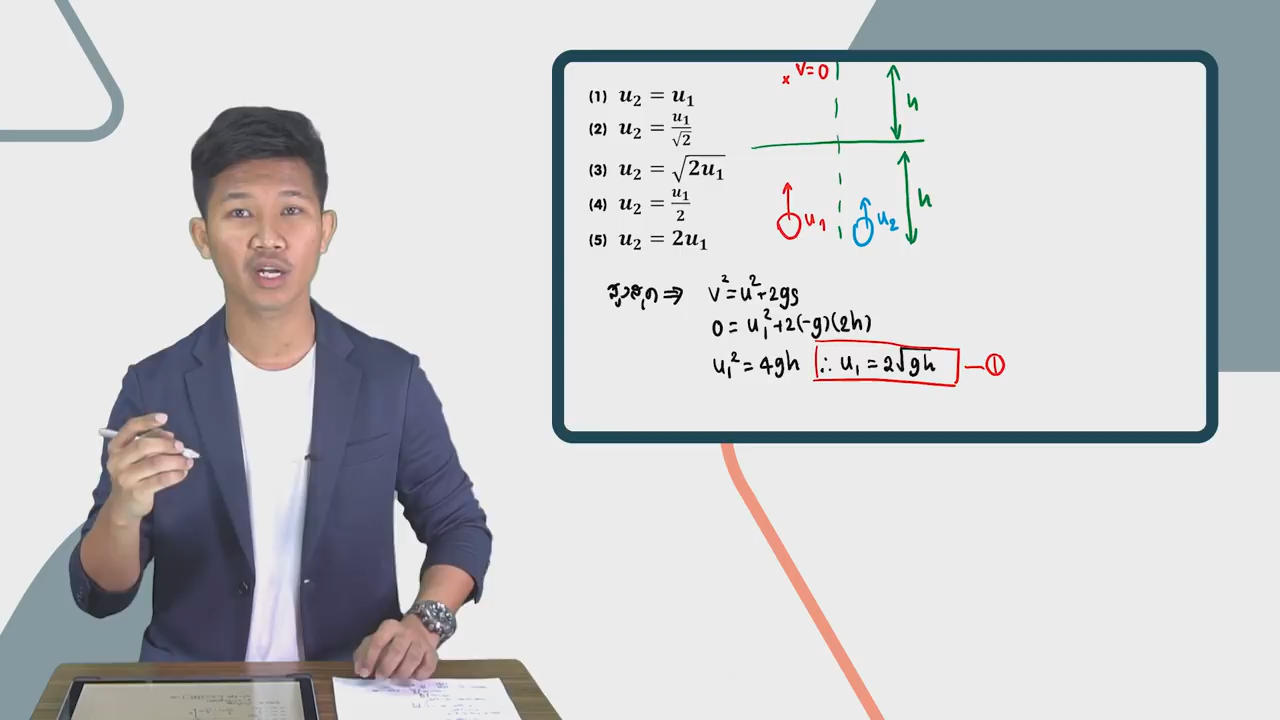 (1) u₂ = u₁
(2) u₂ = u₁/√2
(3) u₂ = √2u₁
(4) u₂ = u₁/2
(5) u₂ = 2u₁
× v=0
h
h
u₁
u₂
⇒ v² = u² + 2gs
0 = u₁² + 2(-g)(2h)
u₁² = 4gh ∴ u₁ = 2√gh —①